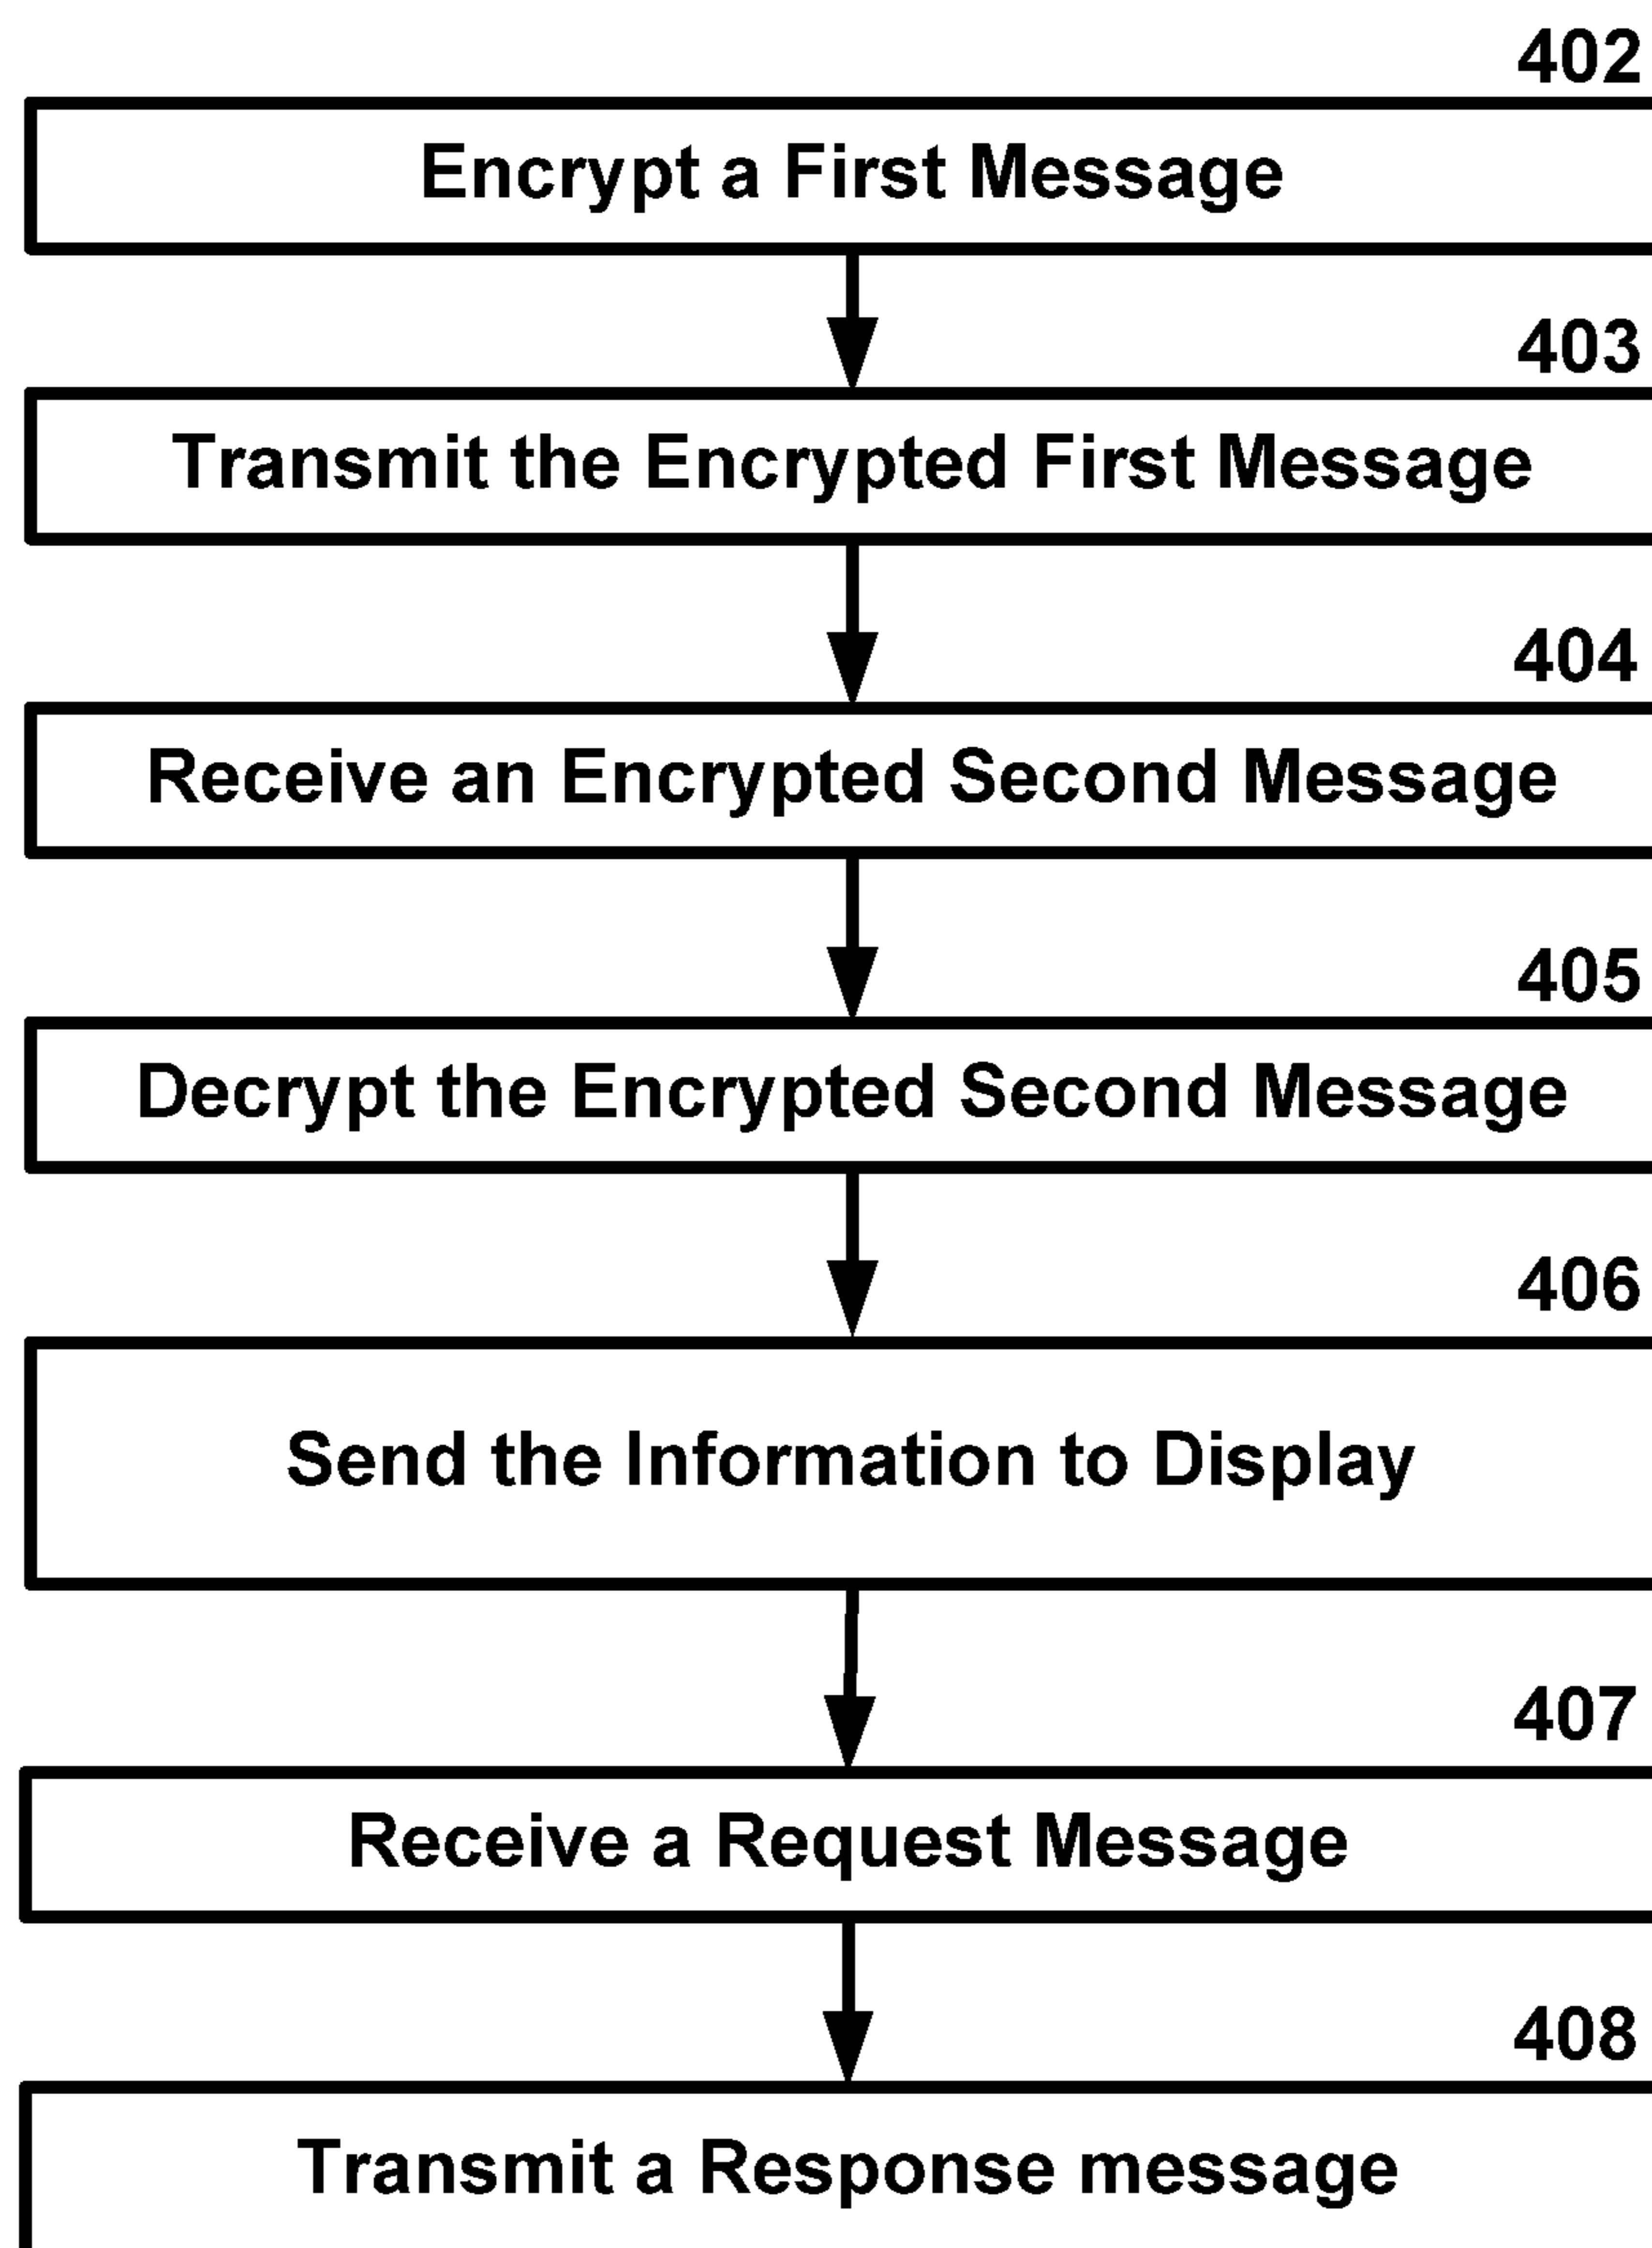 402
Encrypt a First Message
403
Transmit the Encrypted First Message
404
Receive an Encrypted Second Message
405
Decrypt the Encrypted Second Message
406
Send the Information to Display
407
Receive a Request Message
408
Transmit a Response message